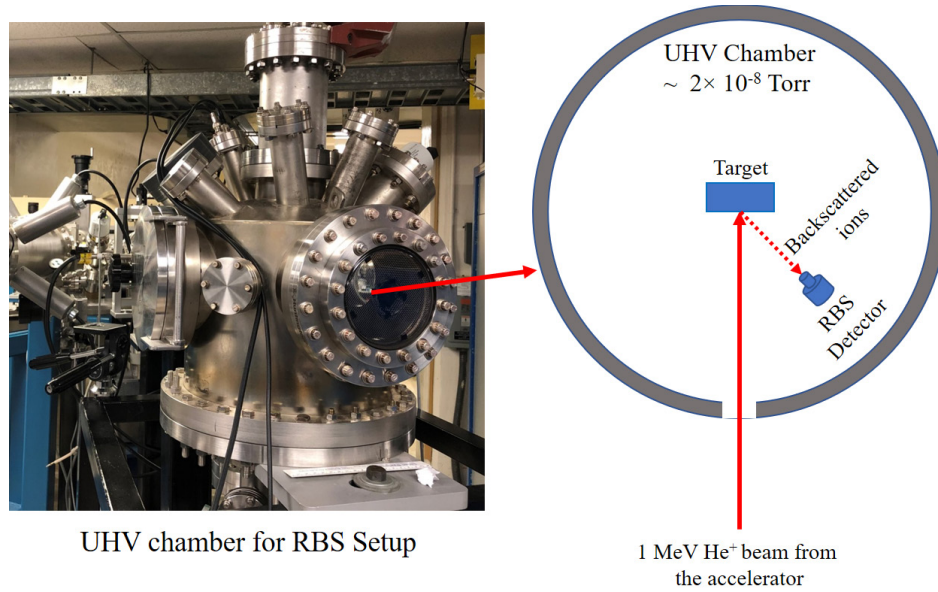 UHV Chamber
~ 2× 10⁻⁸ Torr
Target
Backscattered
ions
RBS
Detector
UHV chamber for RBS Setup
1 MeV He⁺ beam from
the accelerator